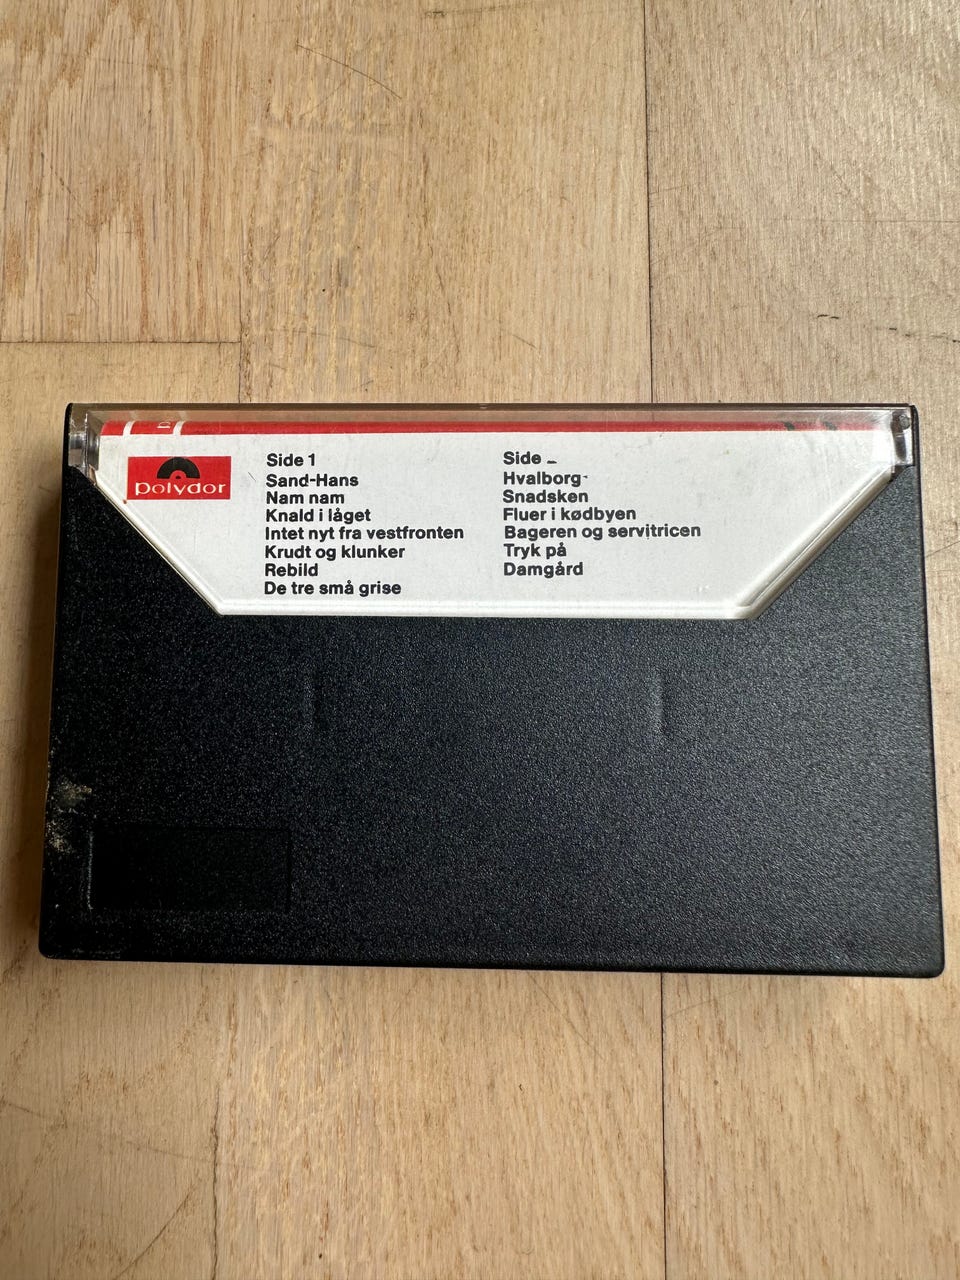 polydor
Side 1
Sand-Hans
Nam nam
Knald i låget
Intet nyt fra vestfronten
Krudt og klunker
Rebild
De tre små grise
Side
Hvalborg
Snadsken
Fluer i kødbyen
Bageren og servitricen
Tryk på
Damgård